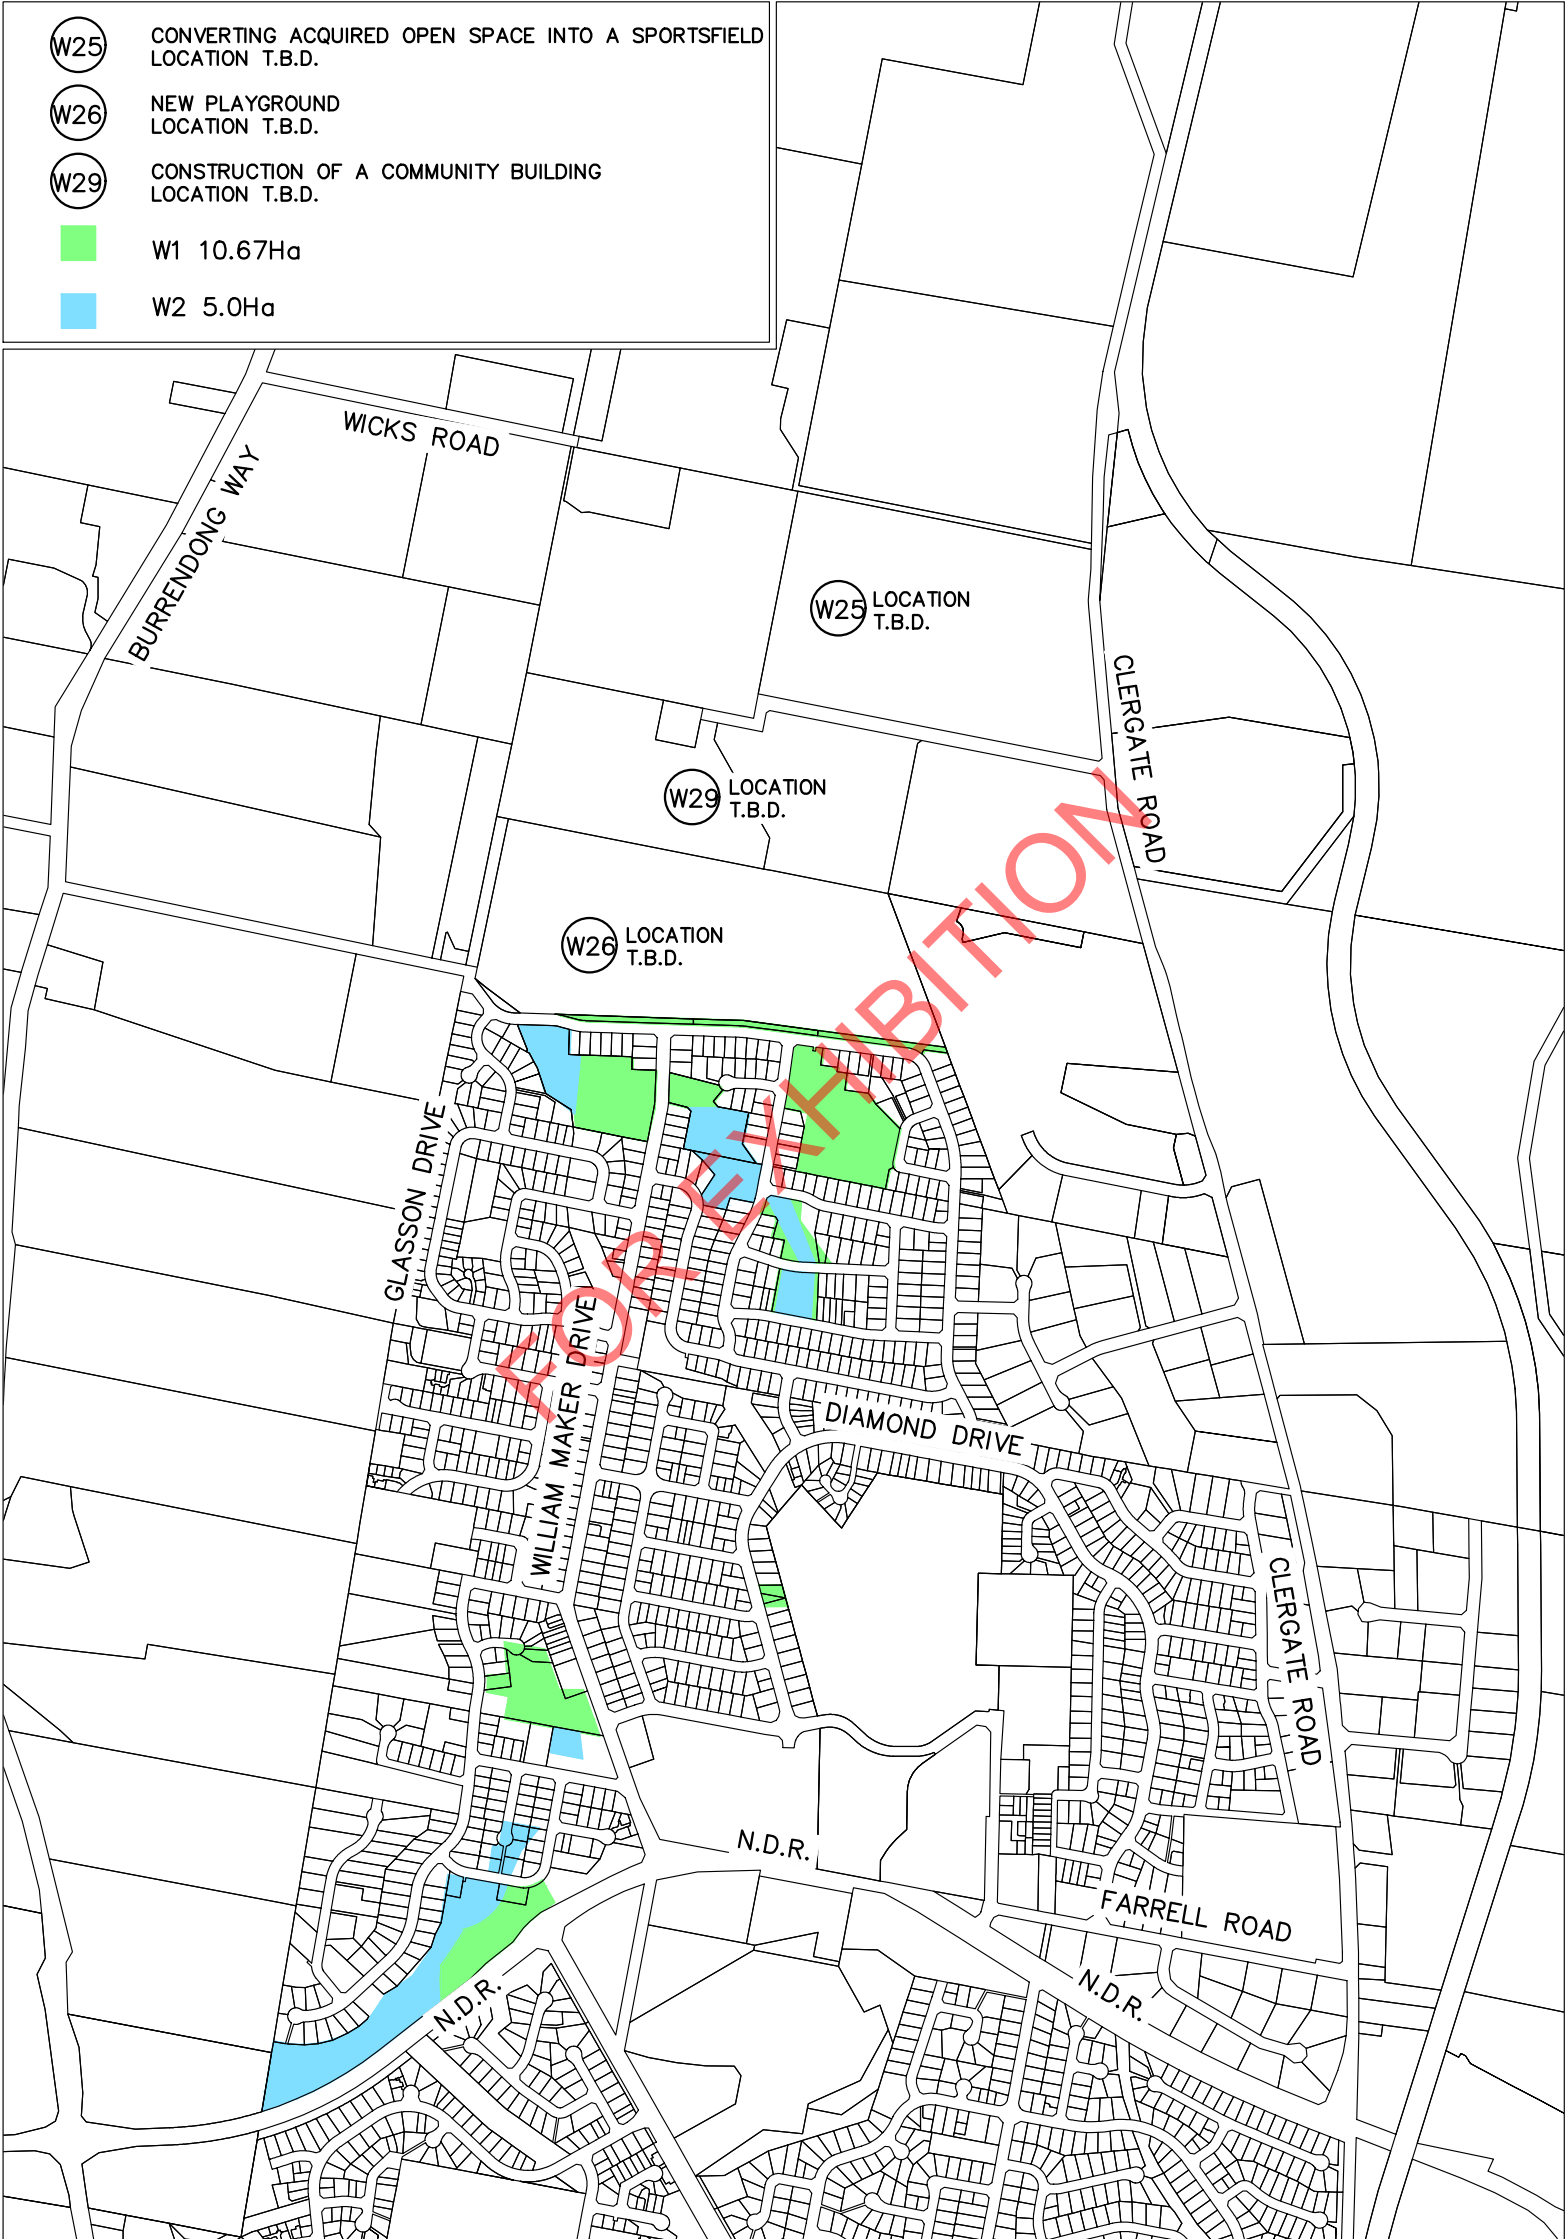 W25 CONVERTING ACQUIRED OPEN SPACE INTO A SPORTSFIELD
LOCATION T.B.D.
W26 NEW PLAYGROUND
LOCATION T.B.D.
W29 CONSTRUCTION OF A COMMUNITY BUILDING
LOCATION T.B.D.
W1 10.67Ha
W2 5.0Ha
WICKS ROAD
BURRENDONG WAY
W25 LOCATION
T.B.D.
CLERGATE ROAD
W29 LOCATION
T.B.D.
W26 LOCATION
T.B.D.
FOR EXHIBITION
GLASSON DRIVE
WILLIAM MAKER DRIVE
DIAMOND DRIVE
CLERGATE ROAD
N.D.R.
FARRELL ROAD
N.D.R.
N.D.R.